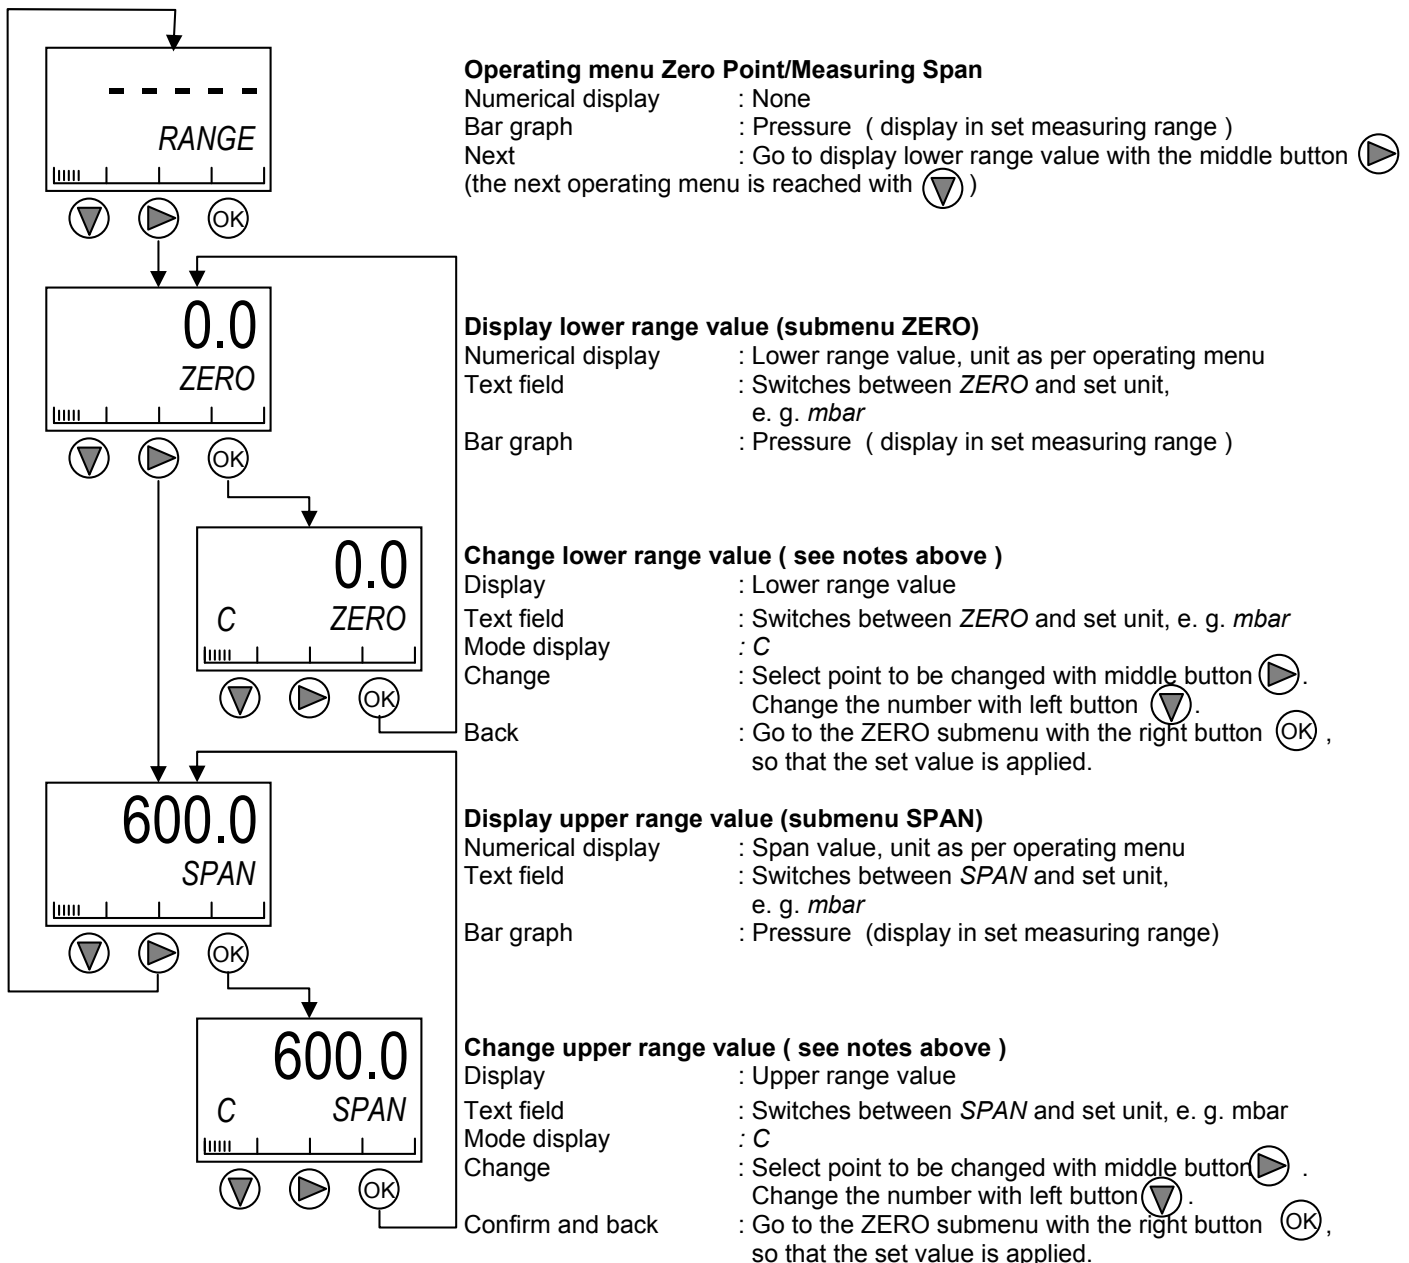 - - - - -
RANGE
OK
Operating menu Zero Point/Measuring Span
Numerical display : None
Bar graph : Pressure ( display in set measuring range )
Next : Go to display lower range value with the middle button
(the next operating menu is reached with )
0.0
ZERO
OK
Display lower range value (submenu ZERO)
Numerical display : Lower range value, unit as per operating menu
Text field : Switches between ZERO and set unit,
e. g. mbar
Bar graph : Pressure ( display in set measuring range )
0.0
C ZERO
OK
Change lower range value ( see notes above )
Display : Lower range value
Text field : Switches between ZERO and set unit, e. g. mbar
Mode display : C
Change : Select point to be changed with middle button .
Change the number with left button .
Back : Go to the ZERO submenu with the right button OK ,
so that the set value is applied.
600.0
SPAN
OK
Display upper range value (submenu SPAN)
Numerical display : Span value, unit as per operating menu
Text field : Switches between SPAN and set unit,
e. g. mbar
Bar graph : Pressure (display in set measuring range)
600.0
C SPAN
OK
Change upper range value ( see notes above )
Display : Upper range value
Text field : Switches between SPAN and set unit, e. g. mbar
Mode display : C
Change : Select point to be changed with middle button .
Change the number with left button .
Confirm and back : Go to the ZERO submenu with the right button OK ,
so that the set value is applied.